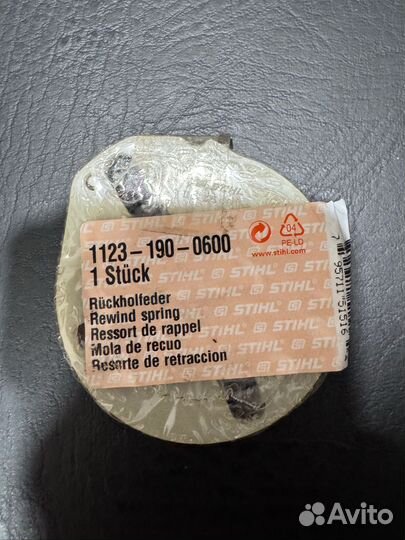 1123-190-0600
1 Stück
Rückholfeder
Rewind spring
Ressort de rappel
Mola de recuo
Resorte de retraccion
04
PE-LD
www.stihl.com
STIHL
Avito